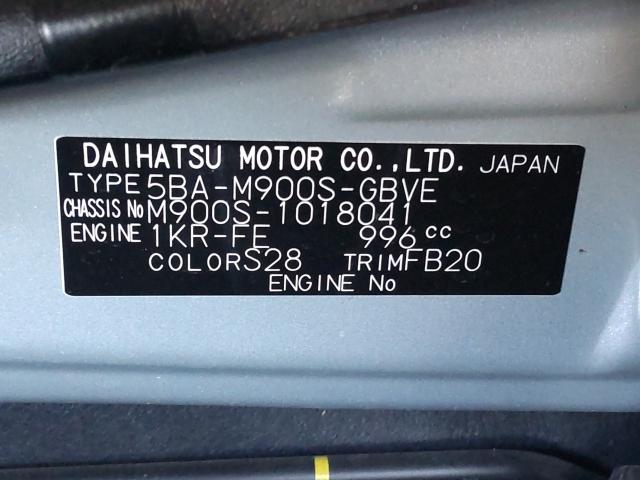 DAIHATSU MOTOR CO.,LTD. JAPAN
TYPE 5BA-M900S-GBVE
CHASSIS No M900S-1018041
ENGINE 1KR-FE 996 cc
COLOR S28 TRIM FB20
ENGINE No